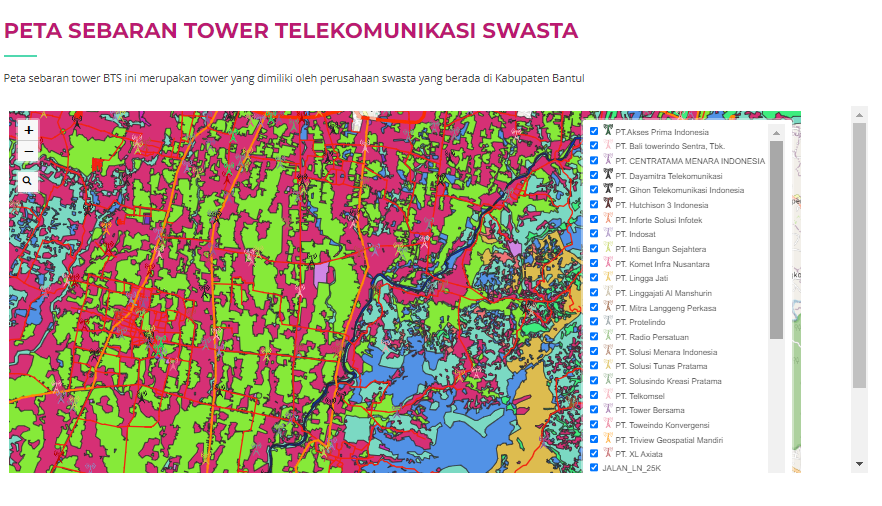 PETA SEBARAN TOWER TELEKOMUNIKASI SWASTA
Peta sebaran tower BTS ini merupakan tower yang dimiliki oleh perusahaan swasta yang berada di Kabupaten Bantul
+
−
PT.Akses Prima Indonesia
PT. Bali towerindo Sentra, Tbk.
PT. CENTRATAMA MENARA INDONESIA
PT. Dayamitra Telekomunikasi
PT. Gihon Telekomunikasi Indonesia
PT. Hutchison 3 Indonesia
PT. Inforte Solusi Infotek
PT. Indosat
PT. Inti Bangun Sejahtera
PT. Komet Infra Nusantara
PT. Lingga Jati
PT. Linggajati Al Manshurin
PT. Mitra Langgeng Perkasa
PT. Protelindo
PT. Radio Persatuan
PT. Solusi Menara Indonesia
PT. Solusi Tunas Pratama
PT. Solusindo Kreasi Pratama
PT. Telkomsel
PT. Tower Bersama
PT. Toweindo Konvergensi
PT. Triview Geospatial Mandiri
PT. XL Axiata
JALAN_LN_25K